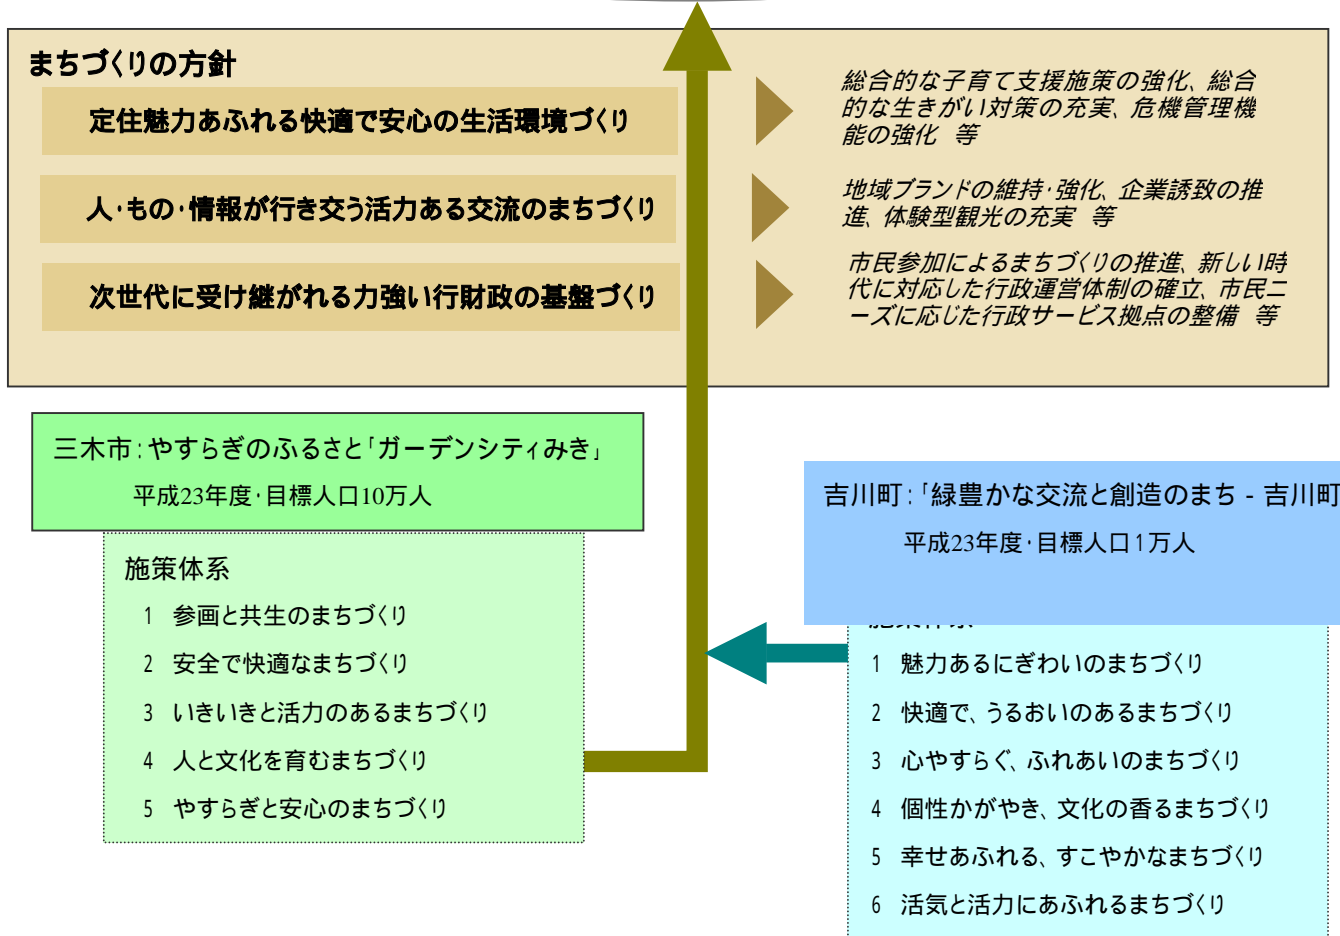 まちづくりの方針
定住魅力あふれる快適で安心の生活環境づくり
総合的な子育て支援施策の強化、総合
的な生きがい対策の充実、危機管理機
能の強化 等
人・もの・情報が行き交う活力ある交流のまちづくり
地域ブランドの維持・強化、企業誘致の推
進、体験型観光の充実 等
次世代に受け継がれる力強い行財政の基盤づくり
市民参加によるまちづくりの推進、新しい時
代に対応した行政運営体制の確立、市民ニ
ーズに応じた行政サービス拠点の整備 等
三木市:やすらぎのふるさと「ガーデンシティみき」
平成23年度・目標人口10万人
施策体系
1 参画と共生のまちづくり
2 安全で快適なまちづくり
3 いきいきと活力のあるまちづくり
4 人と文化を育むまちづくり
5 やすらぎと安心のまちづくり
吉川町:「緑豊かな交流と創造のまち - 吉川町
平成23年度・目標人口1万人
1 魅力あるにぎわいのまちづくり
2 快適で、うるおいのあるまちづくり
3 心やすらぐ、ふれあいのまちづくり
4 個性かがやき、文化の香るまちづくり
5 幸せあふれる、すこやかなまちづくり
6 活気と活力にあふれるまちづくり